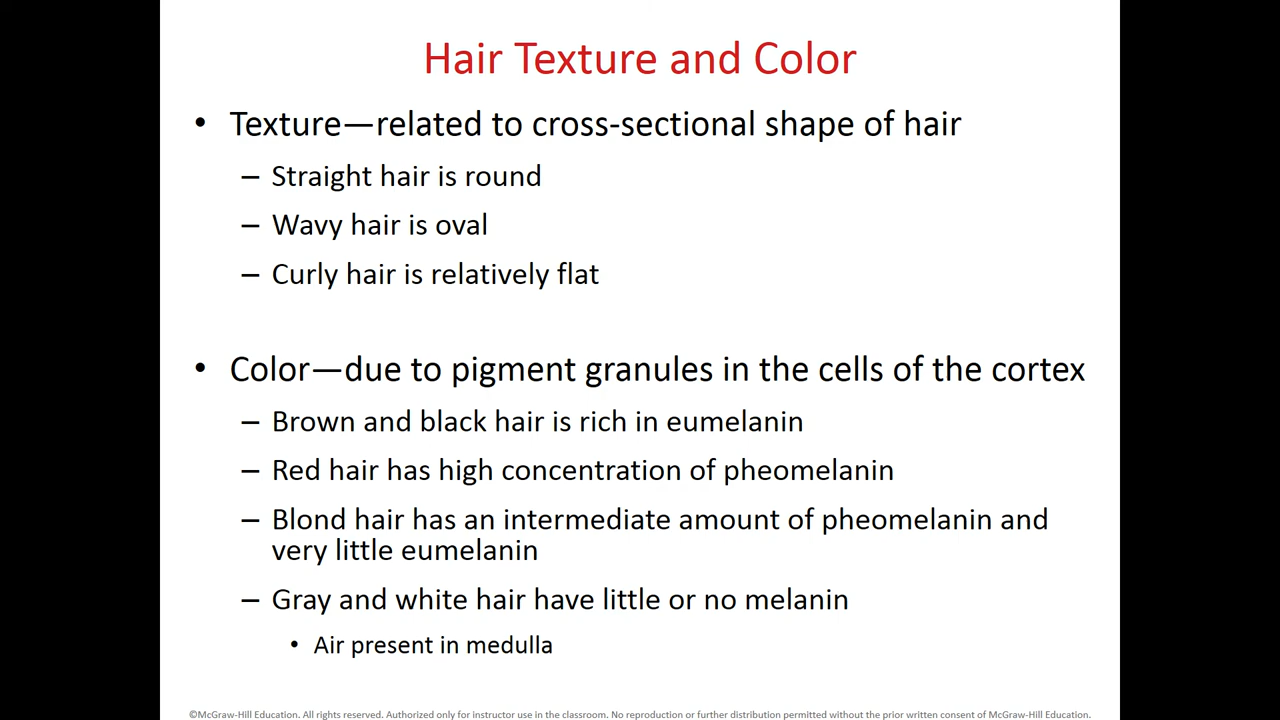 Hair Texture and Color
• Texture—related to cross-sectional shape of hair
– Straight hair is round
– Wavy hair is oval
– Curly hair is relatively flat
• Color—due to pigment granules in the cells of the cortex
– Brown and black hair is rich in eumelanin
– Red hair has high concentration of pheomelanin
– Blond hair has an intermediate amount of pheomelanin and
very little eumelanin
– Gray and white hair have little or no melanin
• Air present in medulla
©McGraw-Hill Education. All rights reserved. Authorized only for instructor use in the classroom. No reproduction or further distribution permitted without the prior written consent of McGraw-Hill Education.